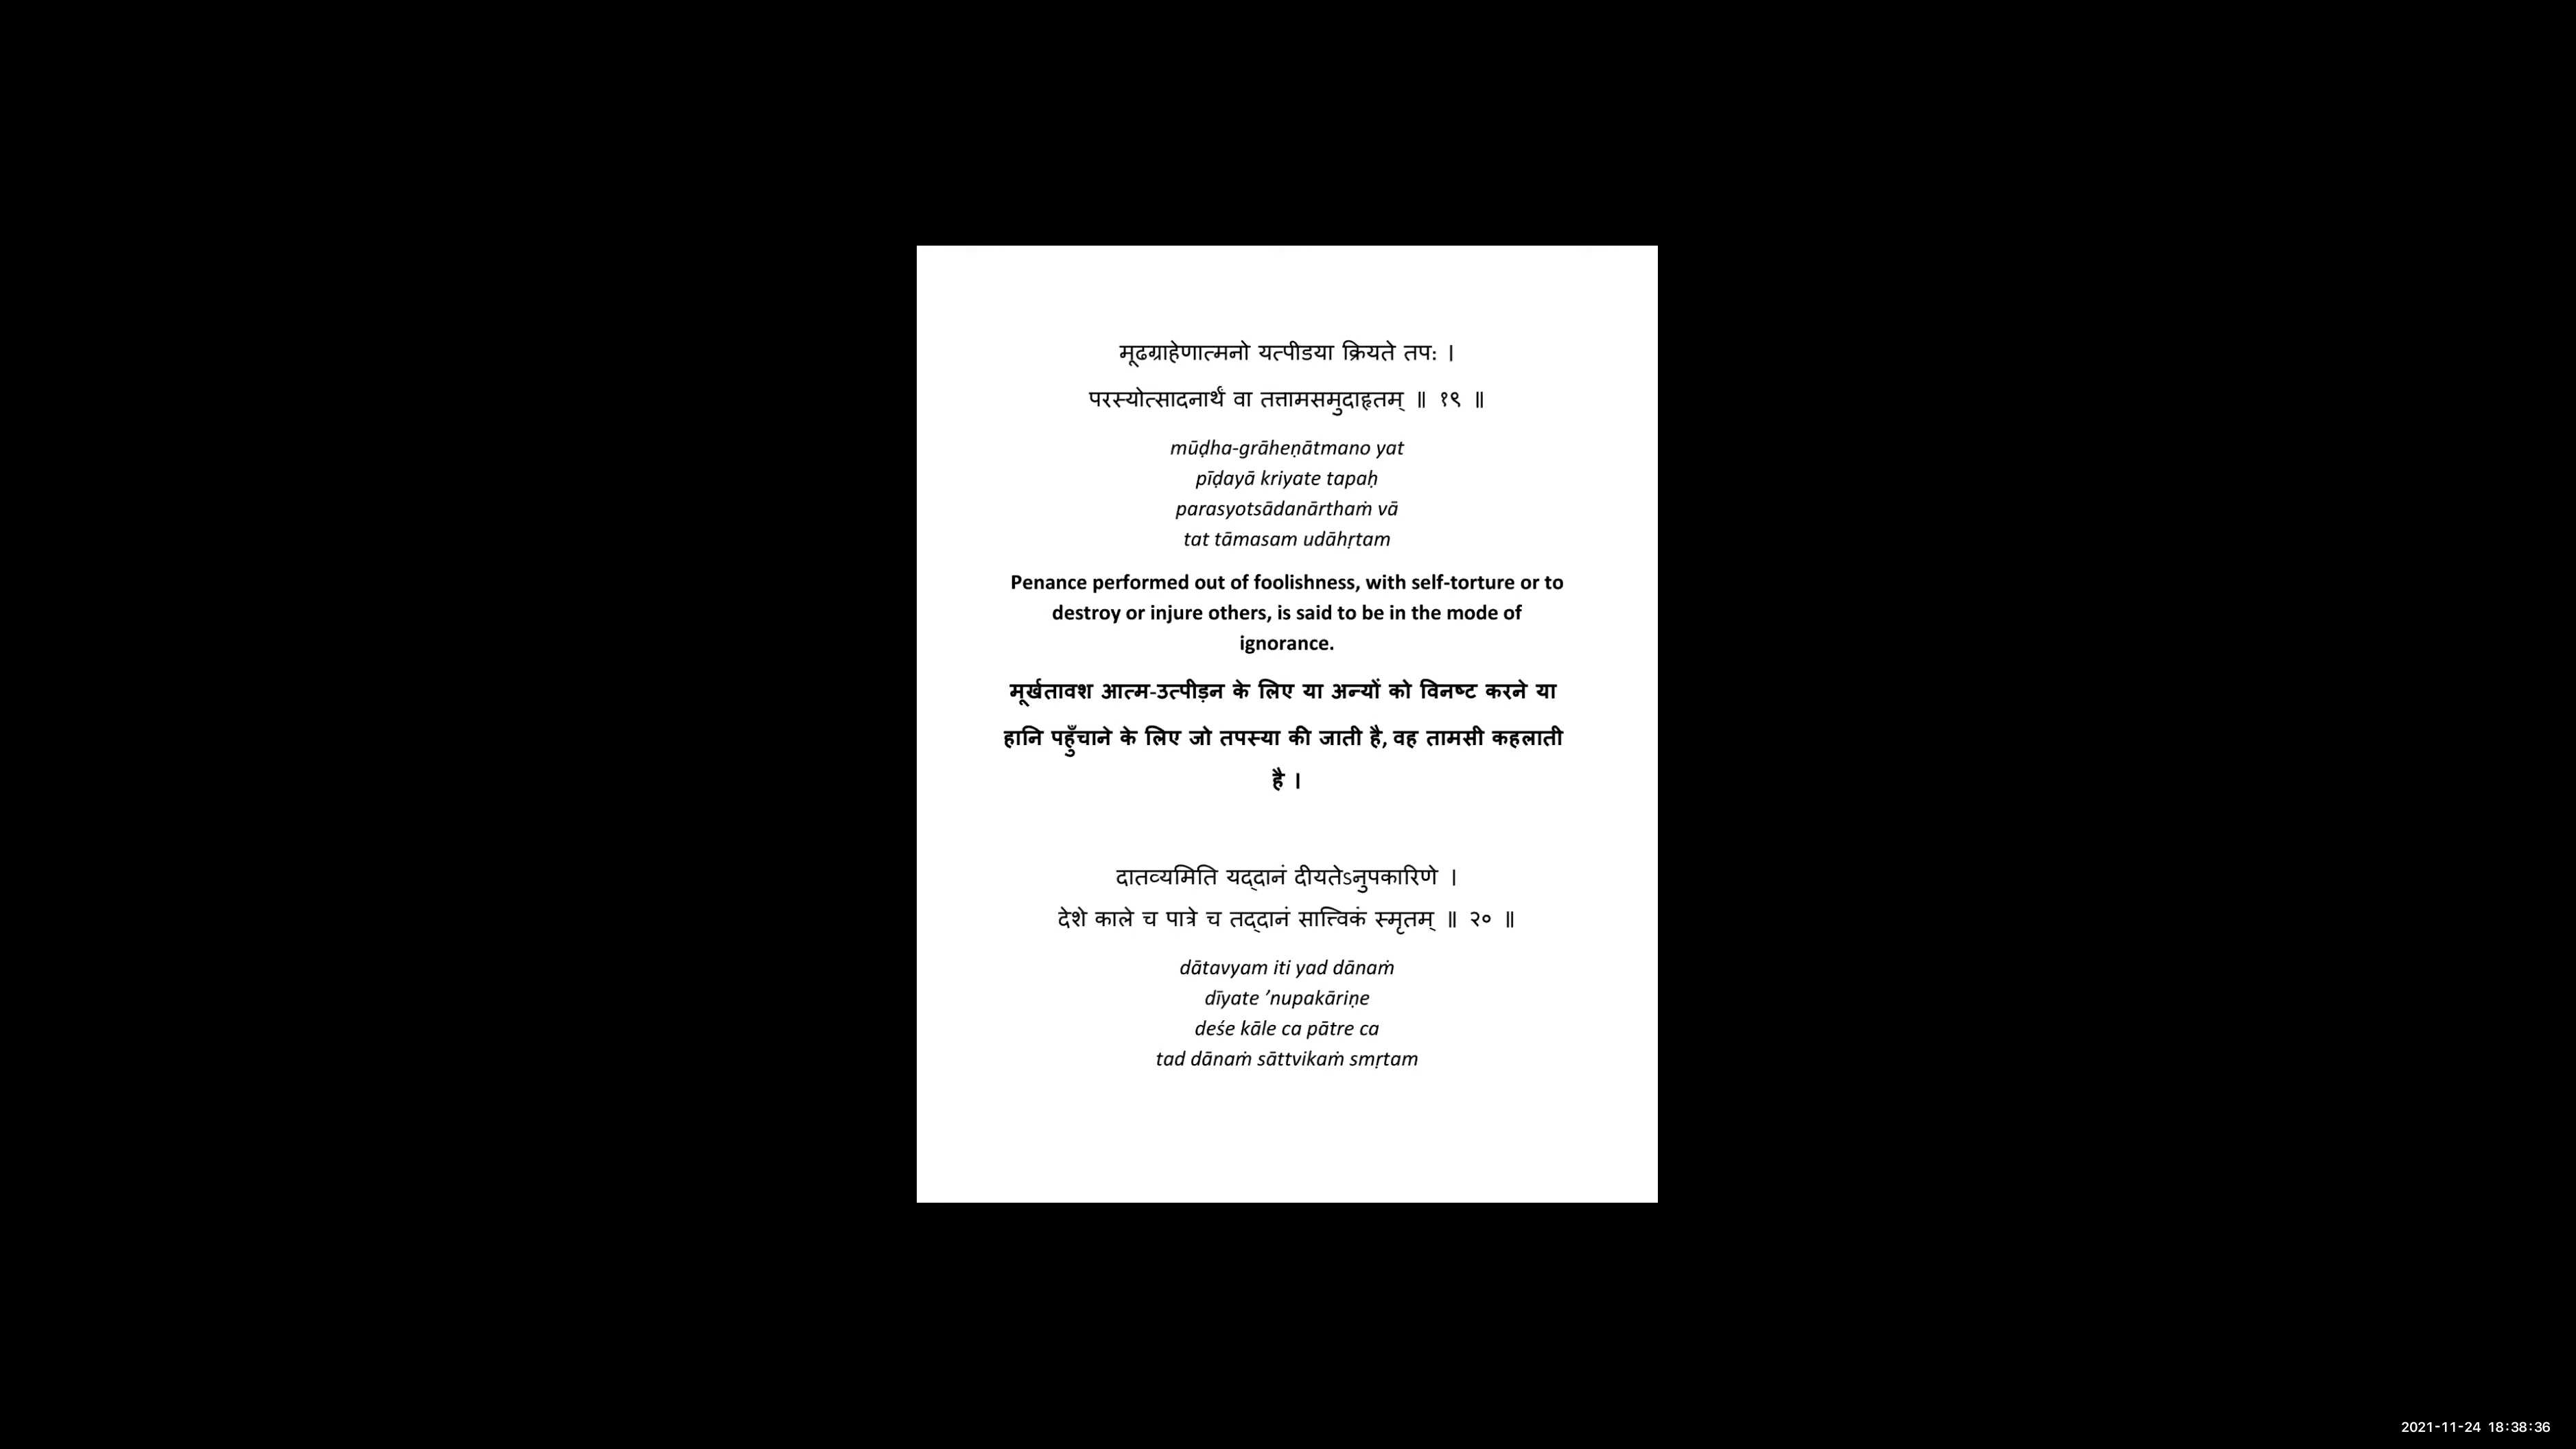 मूढग्राहेणात्मनो यत्पीडया क्रियते तपः ।
परस्योत्सादनार्थं वा तत्तामसमुदाहृतम् ॥ १९ ॥
mūḍha-grāheṇātmano yat
pīḍayā kriyate tapaḥ
parasyotsādanārthaṁ vā
tat tāmasam udāhṛtam
Penance performed out of foolishness, with self-torture or to
destroy or injure others, is said to be in the mode of
ignorance.
मूर्खतावश आत्म-उत्पीड़न के लिए या अन्यों को विनष्ट करने या
हानि पहुँचाने के लिए जो तपस्या की जाती है, वह तामसी कहलाती
है ।
दातव्यमिति यद्दानं दीयतेऽनुपकारिणे ।
देशे काले च पात्रे च तद्दानं सात्त्विकं स्मृतम् ॥ २० ॥
dātavyam iti yad dānaṁ
dīyate ’nupakāriṇe
deśe kāle ca pātre ca
tad dānaṁ sāttvikaṁ smṛtam
2021-11-24 18:38:36